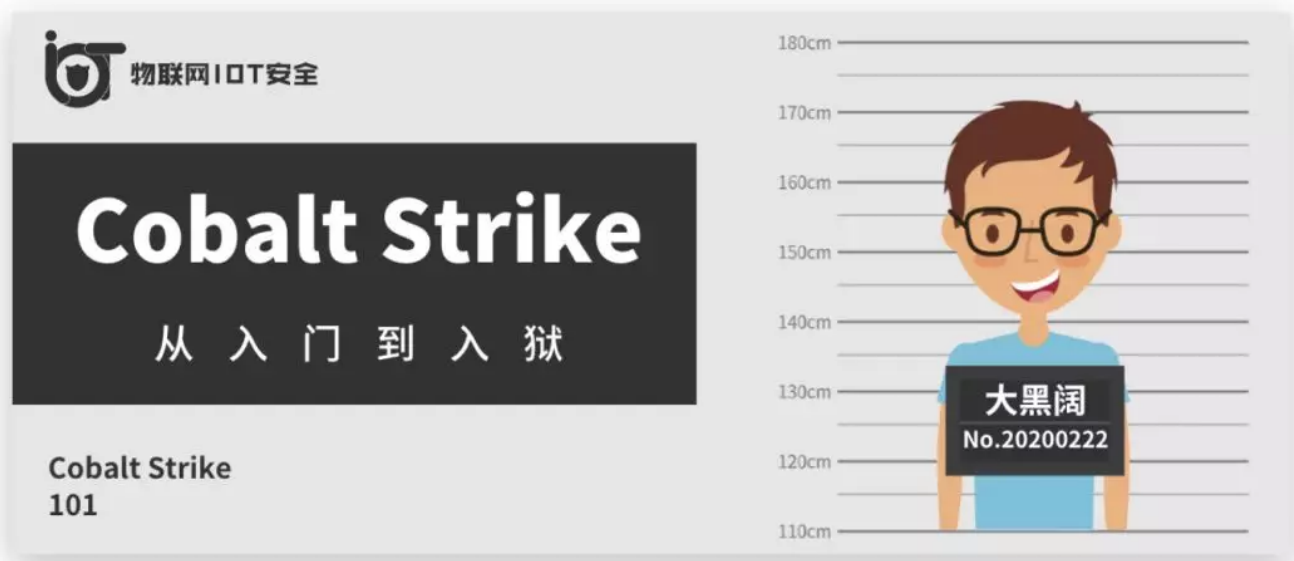 物联网IOT安全
Cobalt Strike
从入门到入狱
Cobalt Strike
101
180cm
170cm
160cm
150cm
140cm
130cm
120cm
110cm
大黑阔
No.20200222